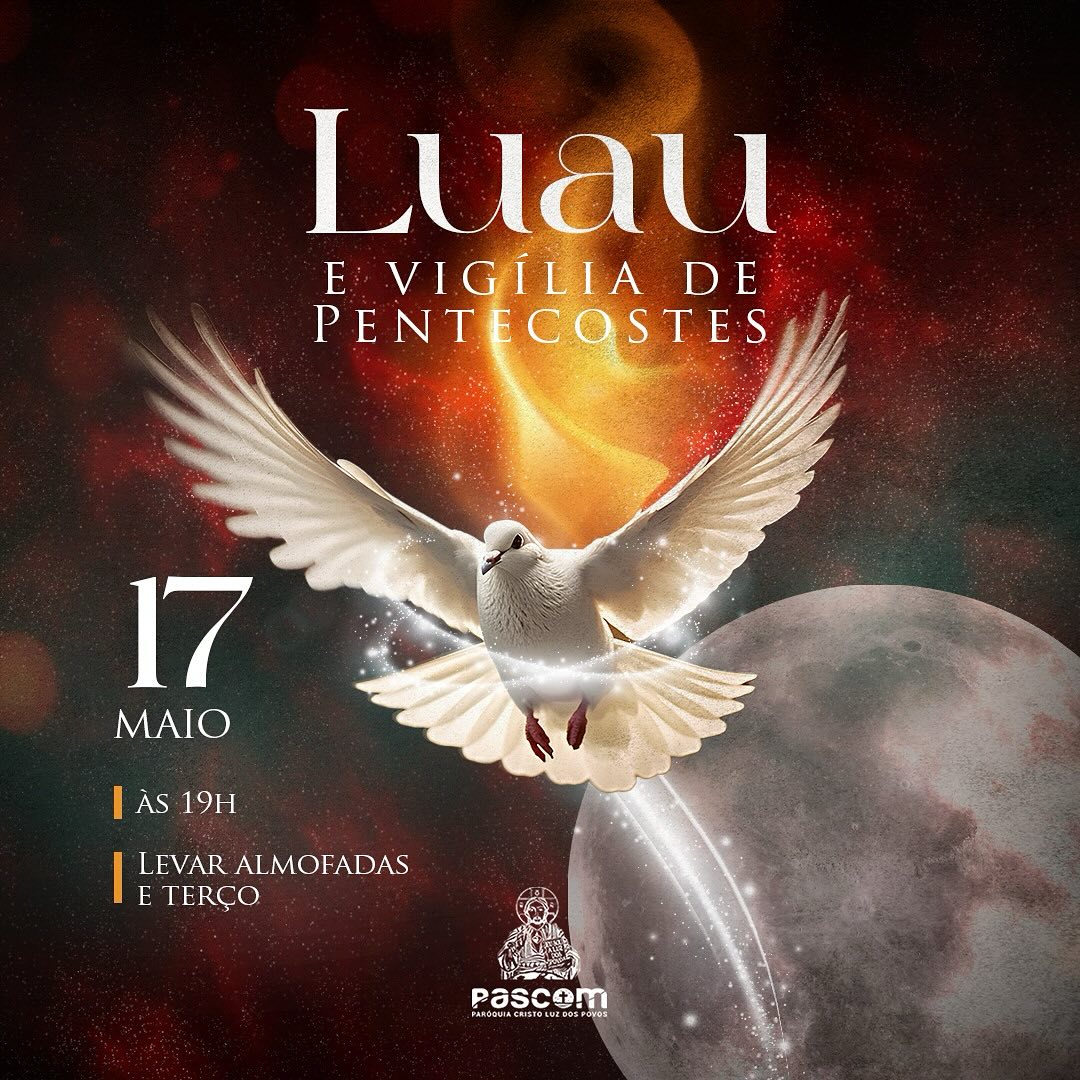 Luau
E VIGÍLIA DE
PENTECOSTES
17
MAIO
ÀS 19H
LEVAR ALMOFADAS
E TERÇO
PASCOM
PARÓQUIA CRISTO LUZ DOS POVOS